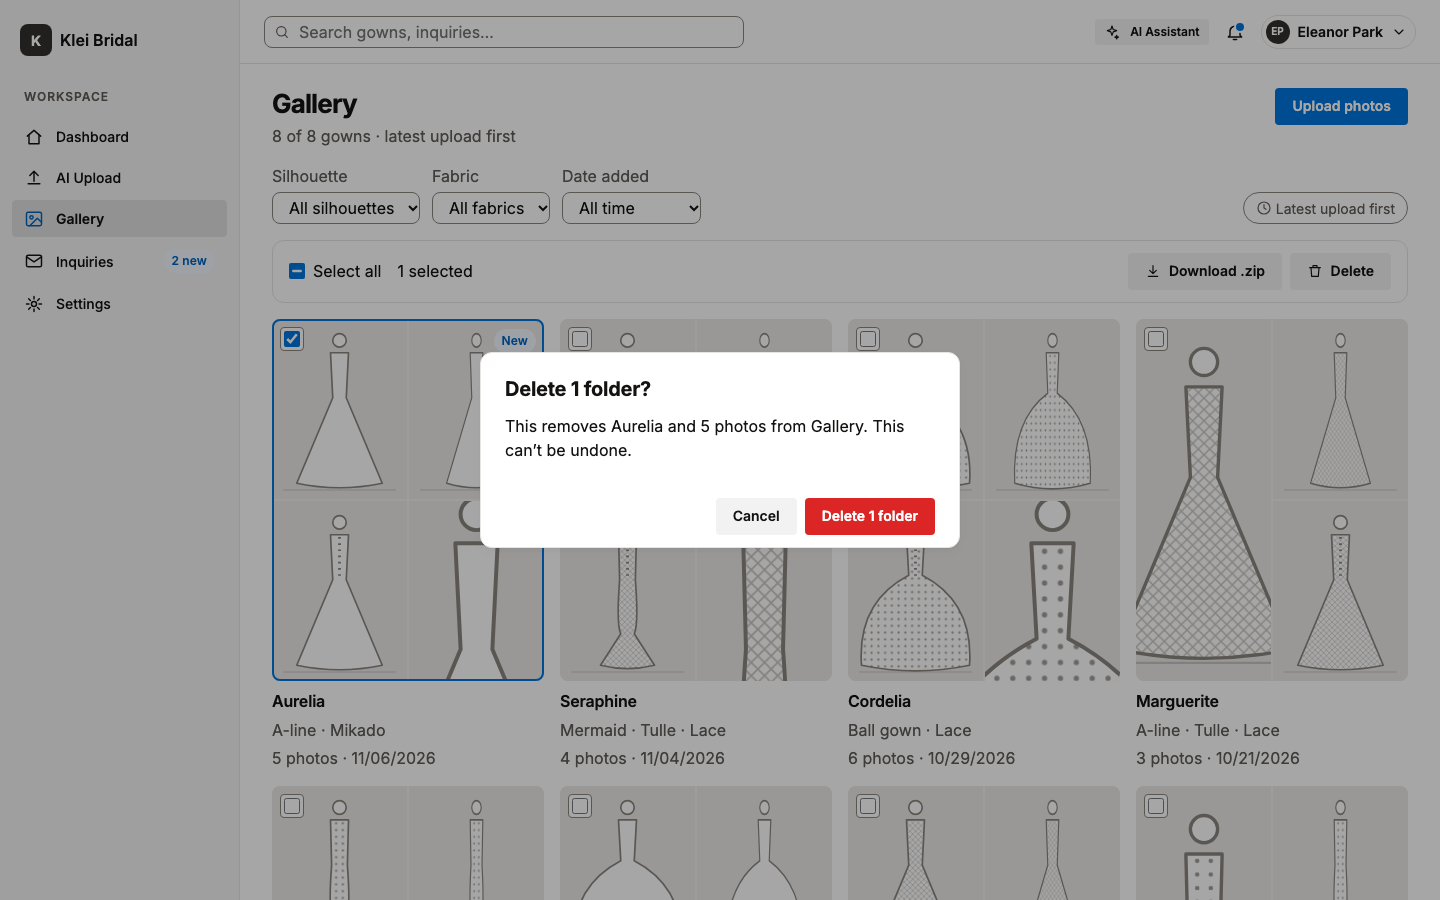 K Klei Bridal
WORKSPACE
Dashboard
AI Upload
Gallery
Inquiries 2 new
Settings
Search gowns, inquiries...
AI Assistant
EP Eleanor Park
Gallery
8 of 8 gowns · latest upload first
Upload photos
Silhouette Fabric Date added
All silhouettes All fabrics All time
Latest upload first
Select all 1 selected
Download .zip Delete
New
Delete 1 folder?
This removes Aurelia and 5 photos from Gallery. This
can’t be undone.
Cancel Delete 1 folder
Aurelia
A-line · Mikado
5 photos · 11/06/2026
Seraphine
Mermaid · Tulle · Lace
4 photos · 11/04/2026
Cordelia
Ball gown · Lace
6 photos · 10/29/2026
Marguerite
A-line · Tulle · Lace
3 photos · 10/21/2026